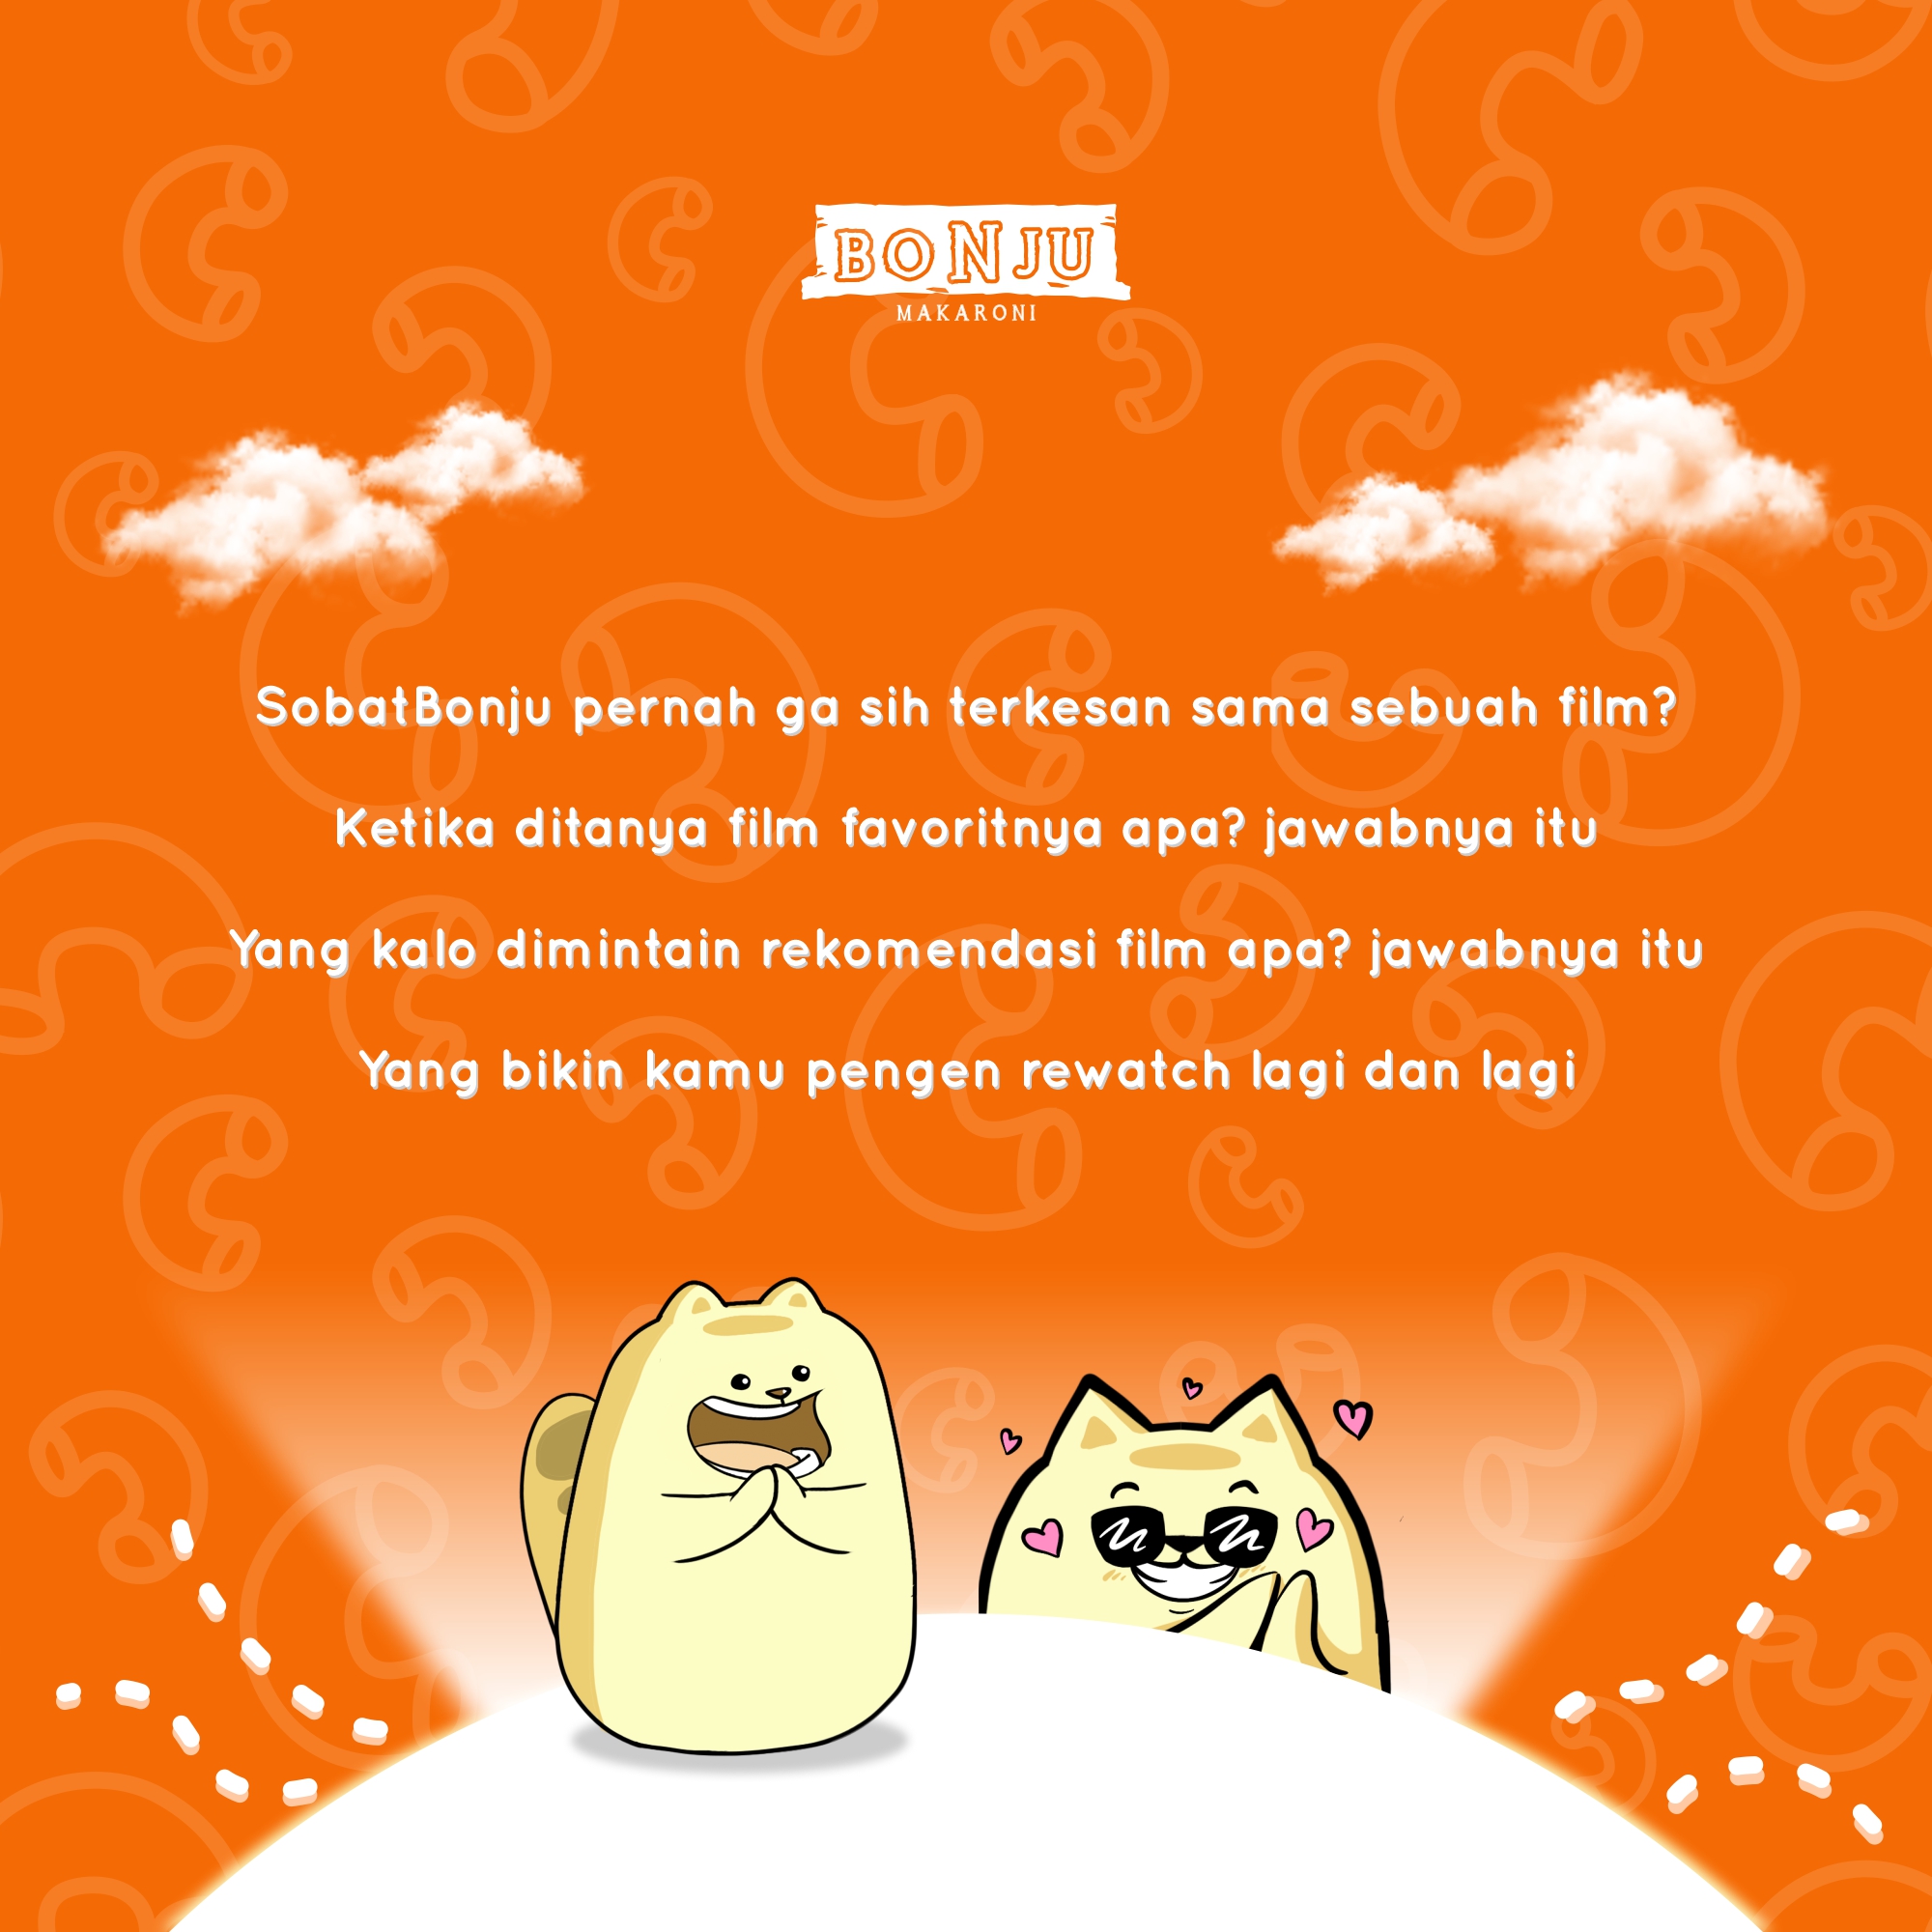 BONJU
MAKARONI
SobatBonju pernah ga sih terkesan sama sebuah film?
Ketika ditanya film favoritnya apa? jawabnya itu
Yang kalo dimintain rekomendasi film apa? jawabnya itu
Yang bikin kamu pengen rewatch lagi dan lagi